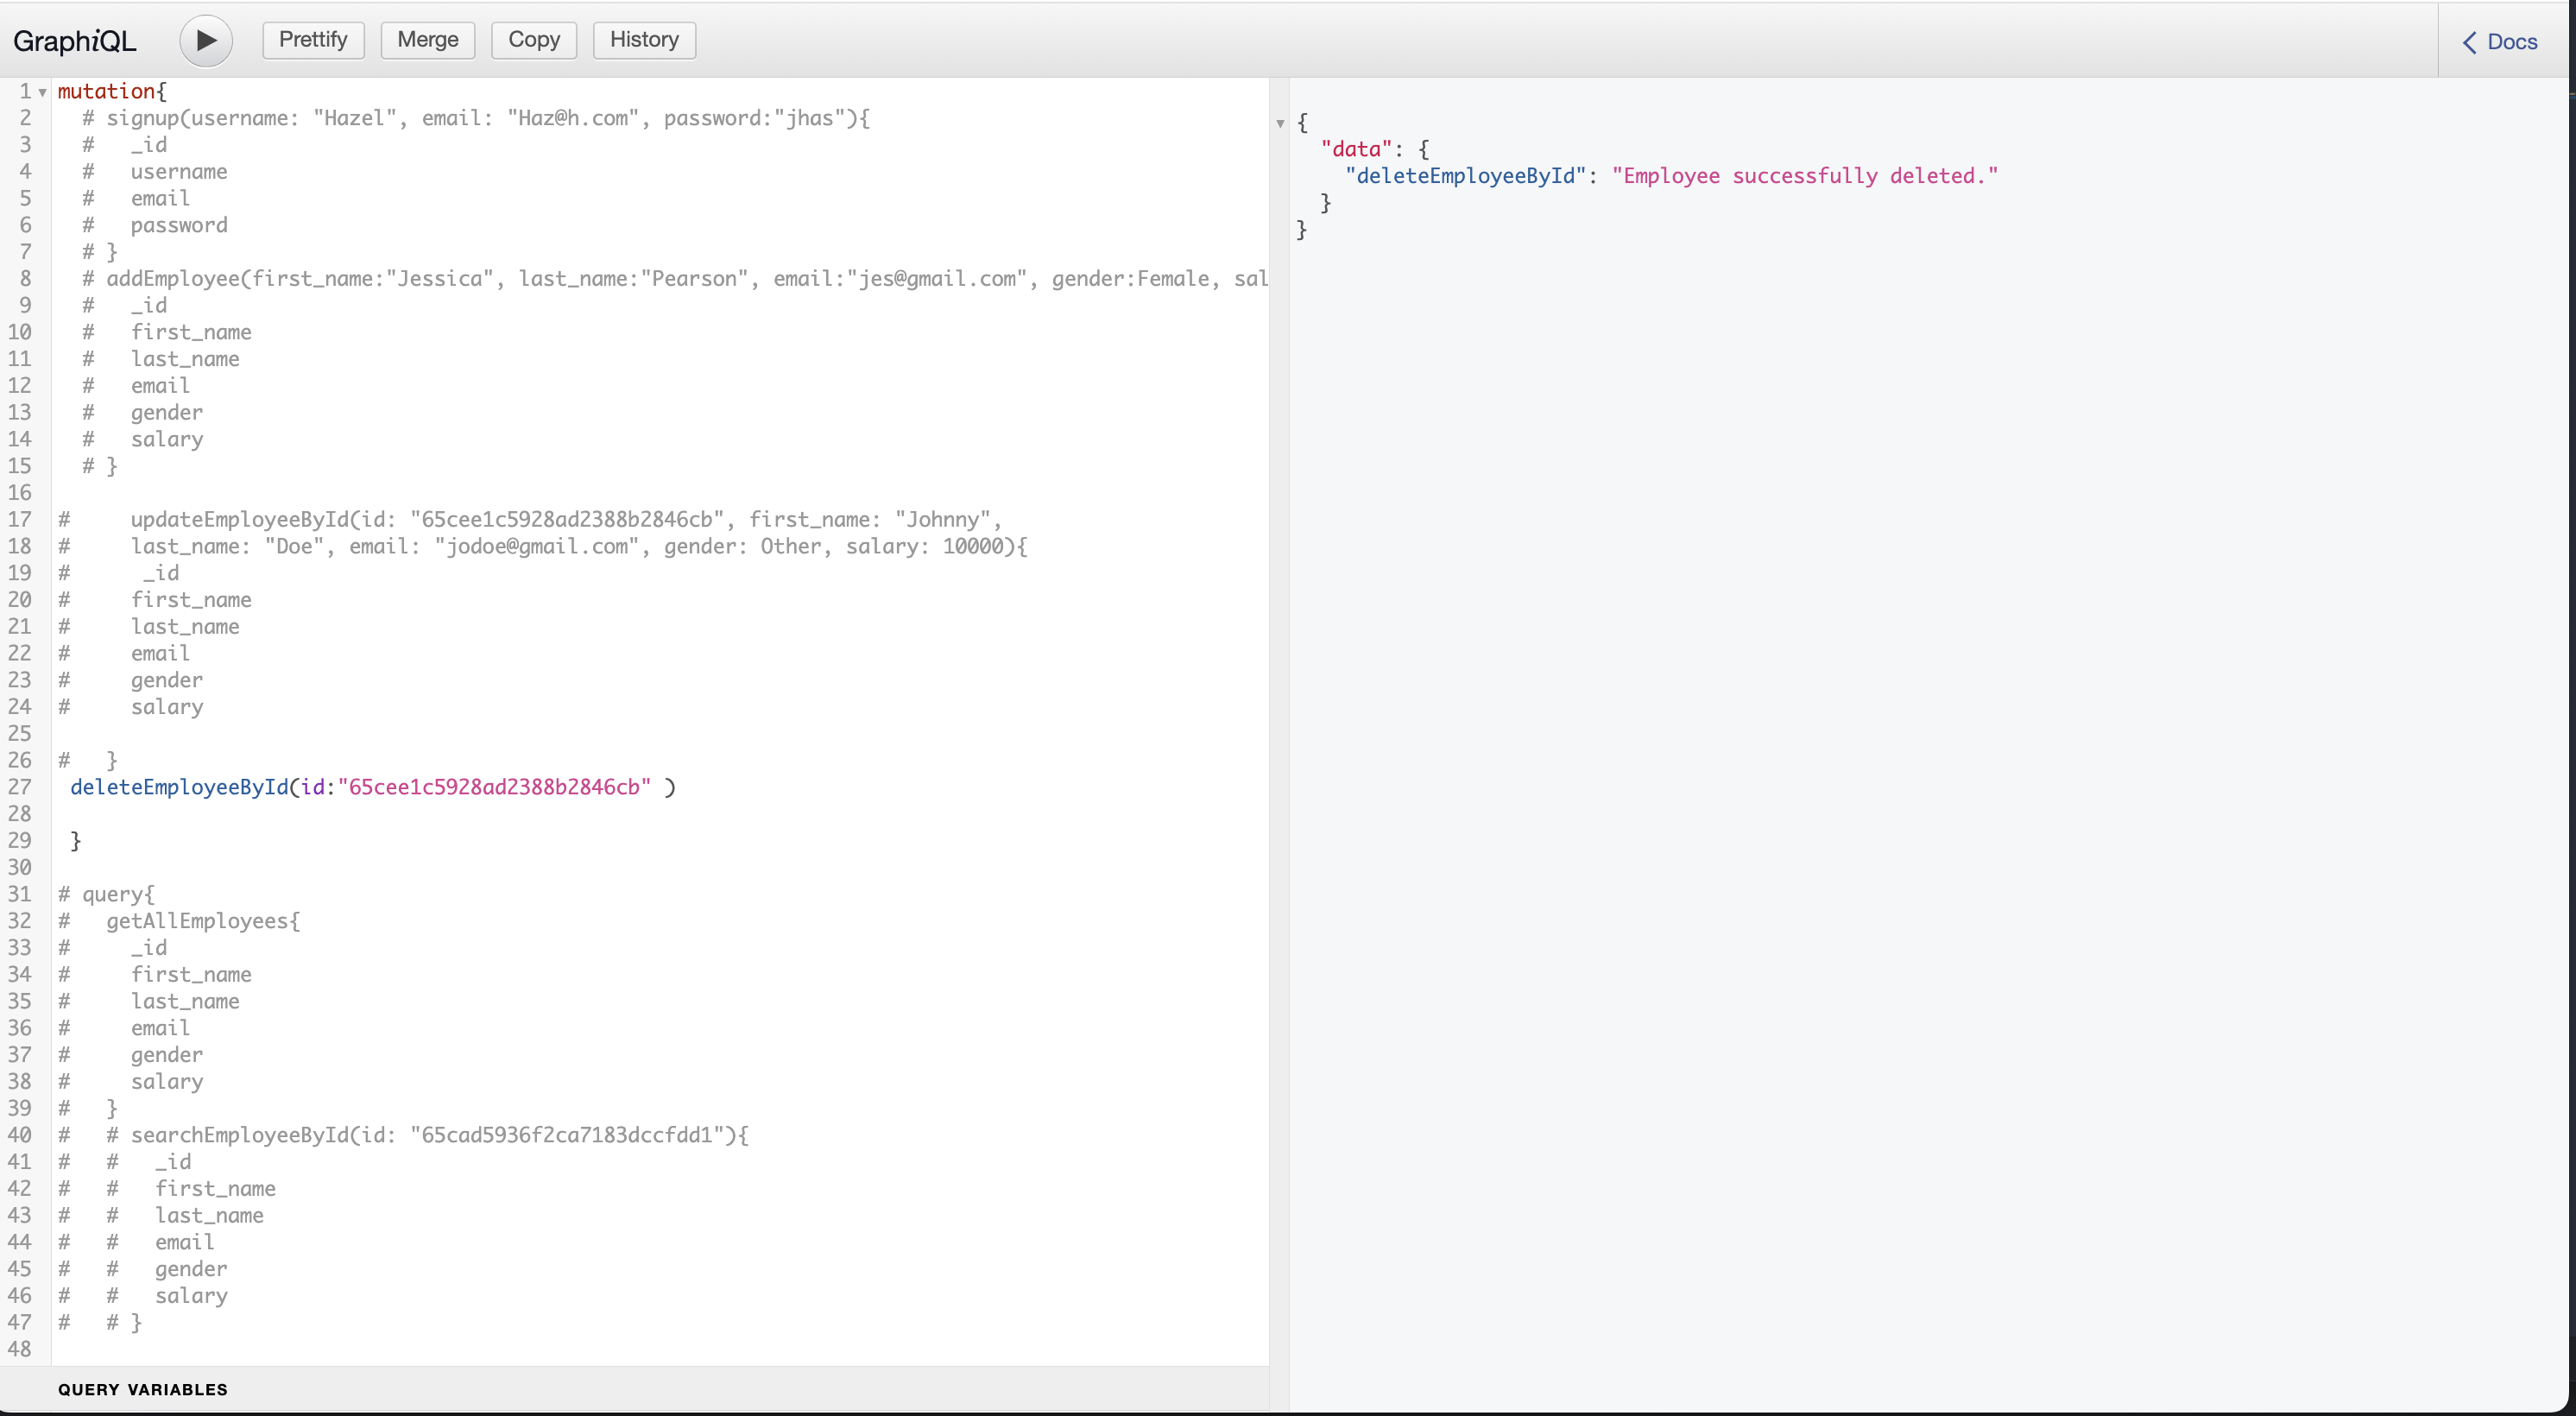 GraphiQL Prettify Merge Copy History Docs
1 mutation{
2 # signup(username: "Hazel", email: "Haz@h.com", password:"jhas"){
3 # _id
4 # username
5 # email
6 # password
7 # }
8 # addEmployee(first_name:"Jessica", last_name:"Pearson", email:"jes@gmail.com", gender:Female, sal
9 # _id
10 # first_name
11 # last_name
12 # email
13 # gender
14 # salary
15 # }
16
17 # updateEmployeeById(id: "65cee1c5928ad2388b2846cb", first_name: "Johnny",
18 # last_name: "Doe", email: "jodoe@gmail.com", gender: Other, salary: 10000){
19 # _id
20 # first_name
21 # last_name
22 # email
23 # gender
24 # salary
25
26 # }
27 deleteEmployeeById(id:"65cee1c5928ad2388b2846cb" )
28
29 }
30
31 # query{
32 # getAllEmployees{
33 # _id
34 # first_name
35 # last_name
36 # email
37 # gender
38 # salary
39 # }
40 # # searchEmployeeById(id: "65cad5936f2ca7183dccfdd1"){
41 # # _id
42 # # first_name
43 # # last_name
44 # # email
45 # # gender
46 # # salary
47 # # }
48
QUERY VARIABLES
{
"data": {
"deleteEmployeeById": "Employee successfully deleted."
}
}